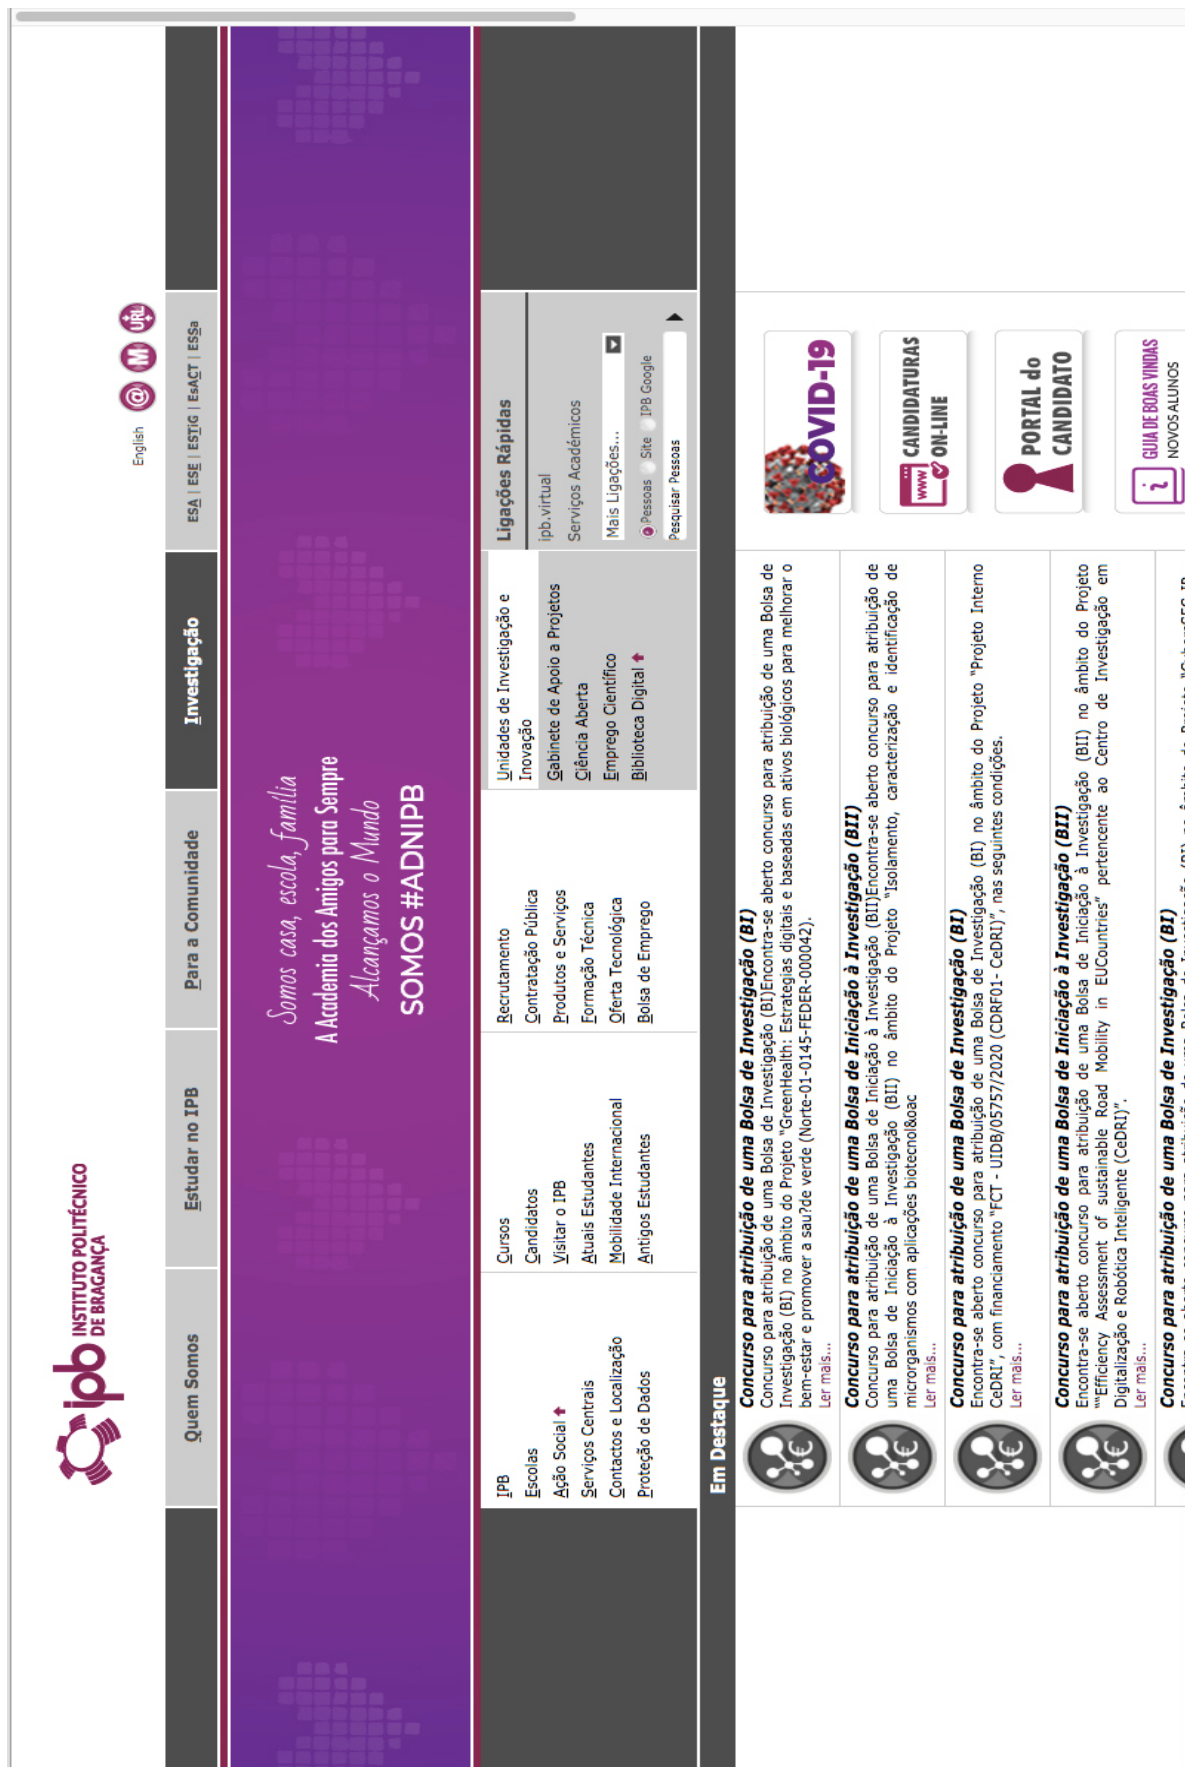 ipb INSTITUTO POLITÉCNICO
DE BRAGANÇA
English @ M URL
Quem Somos
Estudar no IPB
Para a Comunidade
Investigação
ESA | ESE | ESTiG | EsACT | ESSa
Somos casa, escola, família
A Academia dos Amigos para Sempre
Alcançamos o Mundo
SOMOS #ADNIPB
IPB
Escolas
Ação Social
Serviços Centrais
Contactos e Localização
Proteção de Dados
Cursos
Candidatos
Visitar o IPB
Atuais Estudantes
Mobilidade Internacional
Antigos Estudantes
Recrutamento
Contratação Pública
Produtos e Serviços
Formação Técnica
Oferta Tecnológica
Bolsa de Emprego
Unidades de Investigação e
Inovação
Gabinete de Apoio a Projetos
Ciência Aberta
Emprego Científico
Biblioteca Digital
Ligações Rápidas
ipb.virtual
Serviços Académicos
Mais Ligações...
Pessoas Site IPB Google
Pesquisar Pessoas
Em Destaque
Concurso para atribuição de uma Bolsa de Investigação (BI)
Concurso para atribuição de uma Bolsa de Investigação (BI)Encontra-se aberto concurso para atribuição de uma Bolsa de
Investigação (BI) no âmbito do Projeto "GreenHealth: Estrategias digitais e baseadas em ativos biológicos para melhorar o
bem-estar e promover a sau?de verde (Norte-01-0145-FEDER-000042).
Ler mais...
Concurso para atribuição de uma Bolsa de Iniciação à Investigação (BII)
Concurso para atribuição de uma Bolsa de Iniciação à Investigação (BII)Encontra-se aberto concurso para atribuição de
uma Bolsa de Iniciação à Investigação (BII) no âmbito do Projeto "Isolamento, caracterização e identificação de
microrganismos com aplicações biotecnol&oac
Ler mais...
Concurso para atribuição de uma Bolsa de Investigação (BI)
Encontra-se aberto concurso para atribuição de uma Bolsa de Investigação (BI) no âmbito do Projeto "Projeto Interno
CeDRI", com financiamento "FCT - UIDB/05757/2020 (CDRF01- CeDRI)", nas seguintes condições.
Ler mais...
Concurso para atribuição de uma Bolsa de Iniciação à Investigação (BII)
Encontra-se aberto concurso para atribuição de uma Bolsa de Iniciação à Investigação (BII) no âmbito do Projeto
""Efficiency Assessment of sustainable Road Mobility in EUCountries" pertencente ao Centro de Investigação em
Digitalização e Robótica Inteligente (CeDRI)".
Ler mais...
Concurso para atribuição de uma Bolsa de Investigação (BI)
COVID-19
www CANDIDATURAS
ON-LINE
PORTAL do
CANDIDATO
i GUIA DE BOAS VINDAS
NOVOS ALUNOS